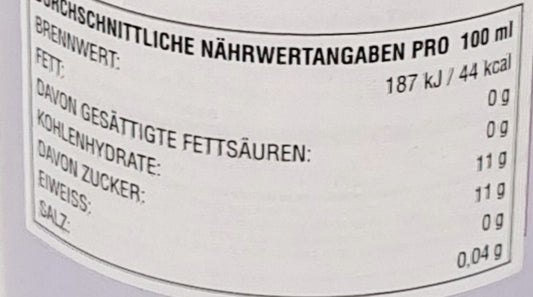 DURCHSCHNITTLICHE NÄHRWERTANGABEN PRO 100 ml
BRENNWERT: 187 kJ / 44 kcal
FETT: 0 g
DAVON GESÄTTIGTE FETTSÄUREN: 0 g
KOHLENHYDRATE: 11 g
DAVON ZUCKER: 11 g
EIWEISS: 0 g
SALZ: 0,04 g